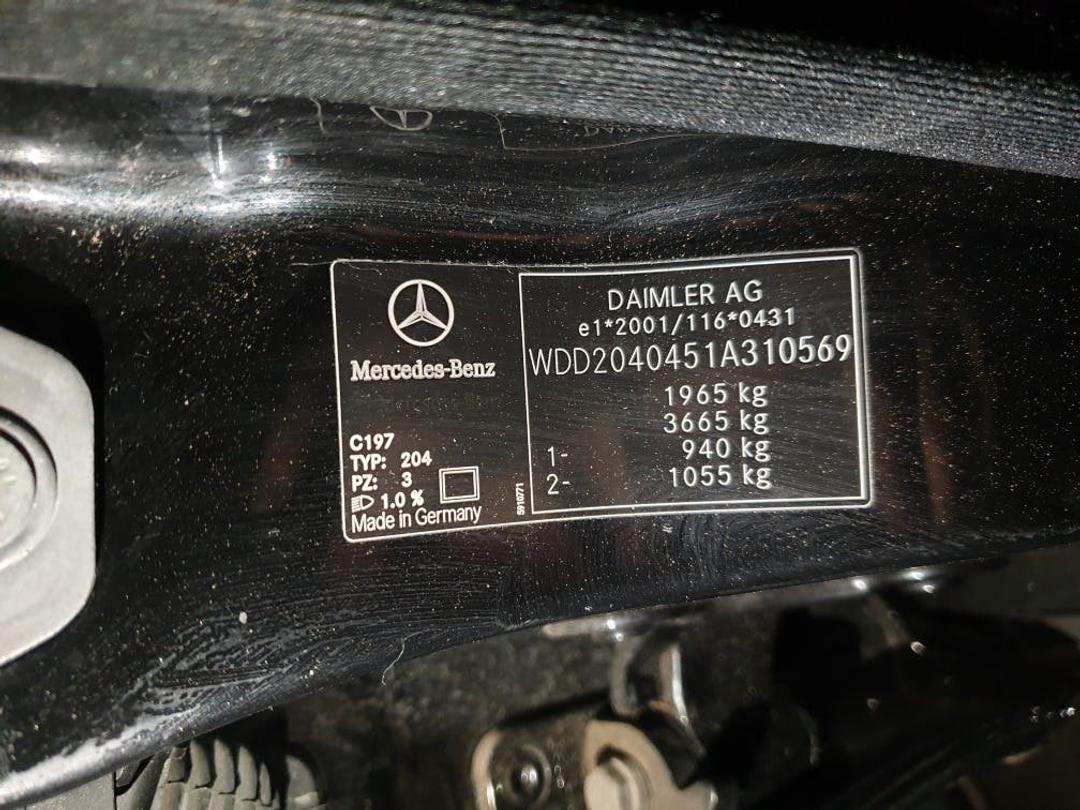 Mercedes-Benz
C197
TYP: 204
PZ: 3
1.0 %
Made in Germany
5910771
DAIMLER AG
e1*2001/116*0431
WDD2040451A310569
1965 kg
3665 kg
1- 940 kg
2- 1055 kg